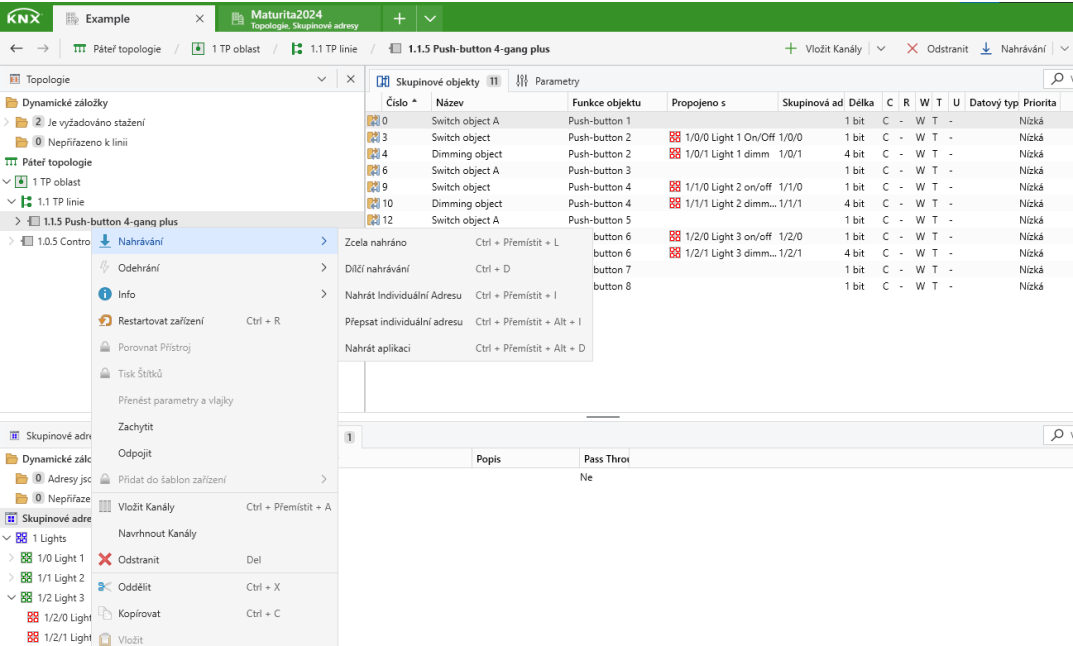 KNX Example × Maturita2024 + 
Topologie, Skupinové adresy
Páteř topologie / 1 TP oblast / 1.1 TP linie / 1.1.5 Push-button 4-gang plus Vložit Kanály Odstranit Nahrávání
Topologie
Dynamické záložky
2 Je vyžadováno stažení
0 Nepřiřazeno k linii
Páteř topologie
1 TP oblast
1.1 TP linie
1.1.5 Push-button 4-gang plus
1.0.5 Contro
Skupinové objekty 11 Parametry
Číslo Název Funkce objektu Propojeno s Skupinová ad Délka C R W T U Datový typ Priorita
0 Switch object A Push-button 1 1 bit C - W T - Nízká
3 Switch object Push-button 2 1/0/0 Light 1 On/Off 1/0/0 1 bit C - W T - Nízká
4 Dimming object Push-button 2 1/0/1 Light 1 dimm 1/0/1 4 bit C - W T - Nízká
6 Switch object A Push-button 3 1 bit C - W T - Nízká
9 Switch object Push-button 4 1/1/0 Light 2 on/off 1/1/0 1 bit C - W T - Nízká
10 Dimming object Push-button 4 1/1/1 Light 2 dimm... 1/1/1 4 bit C - W T - Nízká
12 Switch object A Push-button 5 1 bit C - W T - Nízká
button 6 1/2/0 Light 3 on/off 1/2/0 1 bit C - W T - Nízká
button 6 1/2/1 Light 3 dimm... 1/2/1 4 bit C - W T - Nízká
button 7 1 bit C - W T - Nízká
button 8 1 bit C - W T - Nízká
Nahrávání
Odehrání
Info
Restartovat zařízení Ctrl + R
Porovnat Přístroj
Tisk Štítků
Přenést parametry a vlajky
Zachytit
Odpojit
Přidat do šablon zařízení
Vložit Kanály Ctrl + Přemístit + A
Navrhnout Kanály
Odstranit Del
Oddělit Ctrl + X
Kopírovat Ctrl + C
Vložit
Zcela nahráno Ctrl + Přemístit + L
Dílčí nahrávání Ctrl + D
Nahrát Individuální Adresu Ctrl + Přemístit + I
Přepsat individuální adresu Ctrl + Přemístit + Alt + I
Nahrát aplikaci Ctrl + Přemístit + Alt + D
Skupinové adre
Dynamické zálo
0 Adresy jso
0 Nepřiřaze
Skupinové adre
1 Lights
1/0 Light 1
1/1 Light 2
1/2 Light 3
1/2/0 Light
1/2/1 Light
1
Popis Pass Throu
Ne